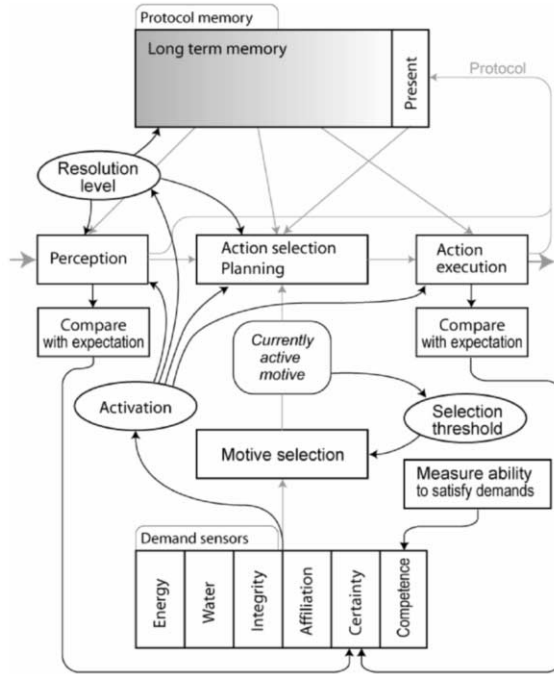 Protocol memory
Long term memory
Present
Protocol
Resolution
level
Perception
Action selection
Planning
Action
execution
Compare
with expectation
Currently
active
motive
Compare
with expectation
Activation
Selection
threshold
Motive selection
Measure ability
to satisfy demands
Demand sensors
Energy
Water
Integrity
Affiliation
Certainty
Competence